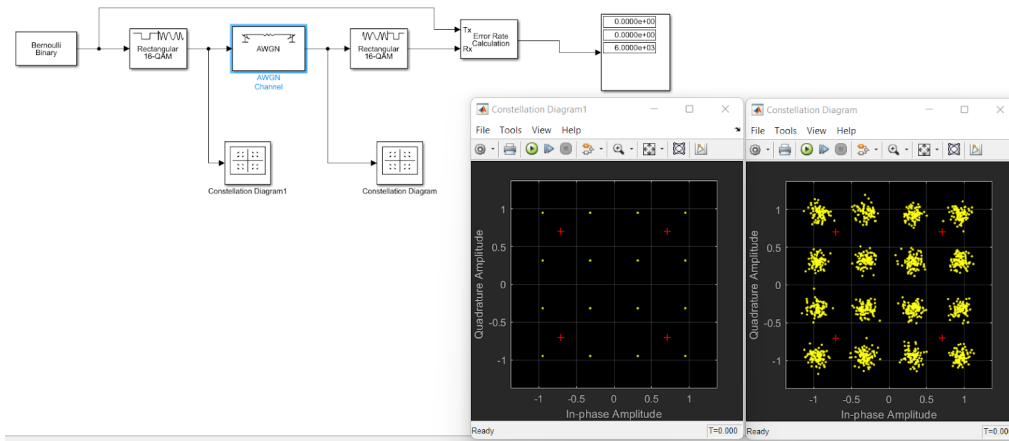 Bernoulli
Binary
Rectangular
16-QAM
AWGN
AWGN
Channel
Rectangular
16-QAM
Tx
Rx
Error Rate
Calculation
0.0000e+00
0.0000e+00
6.0000e+03
Constellation Diagram1
Constellation Diagram
Constellation Diagram1
File Tools View Help
1
0.5
0
-0.5
-1
Quadrature Amplitude
-1 -0.5 0 0.5 1
In-phase Amplitude
Ready T=0.000
Constellation Diagram
File Tools View Help
1
0.5
0
-0.5
-1
Quadrature Amplitude
-1 -0.5 0 0.5 1
In-phase Amplitude
Ready T=0.00